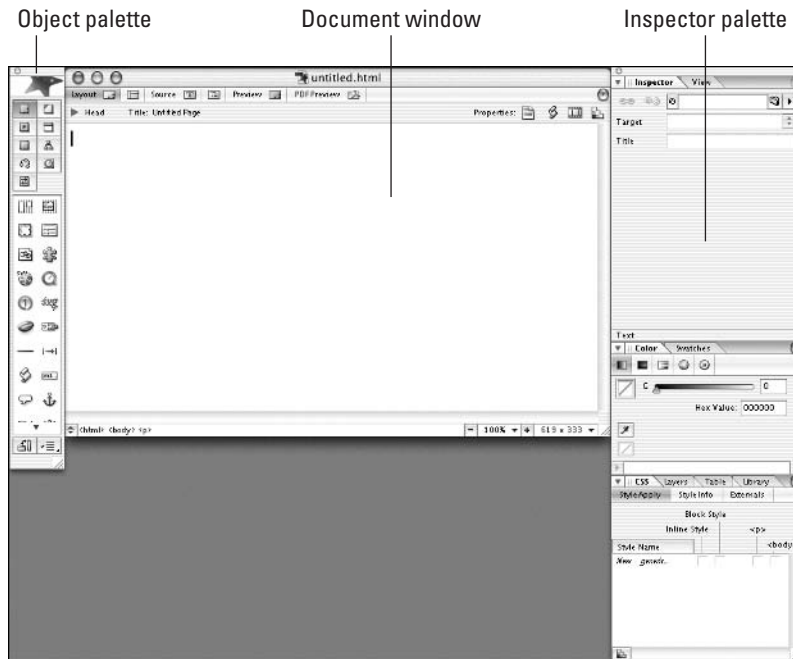 Object palette
Document window
Inspector palette
untitled.html
Layout Source Preview PDF Preview
Head Title: Untitled Page Properties:
Inspector View
Target
Title
Text
Color Swatches
C 0
Hex Value: 000000
<html> <body> <p> 100% 619 x 333
CSS Layers Table Library
Style Apply Style Info Externals
Block Style
Inline Style <p>
Style Name <body
New generic..